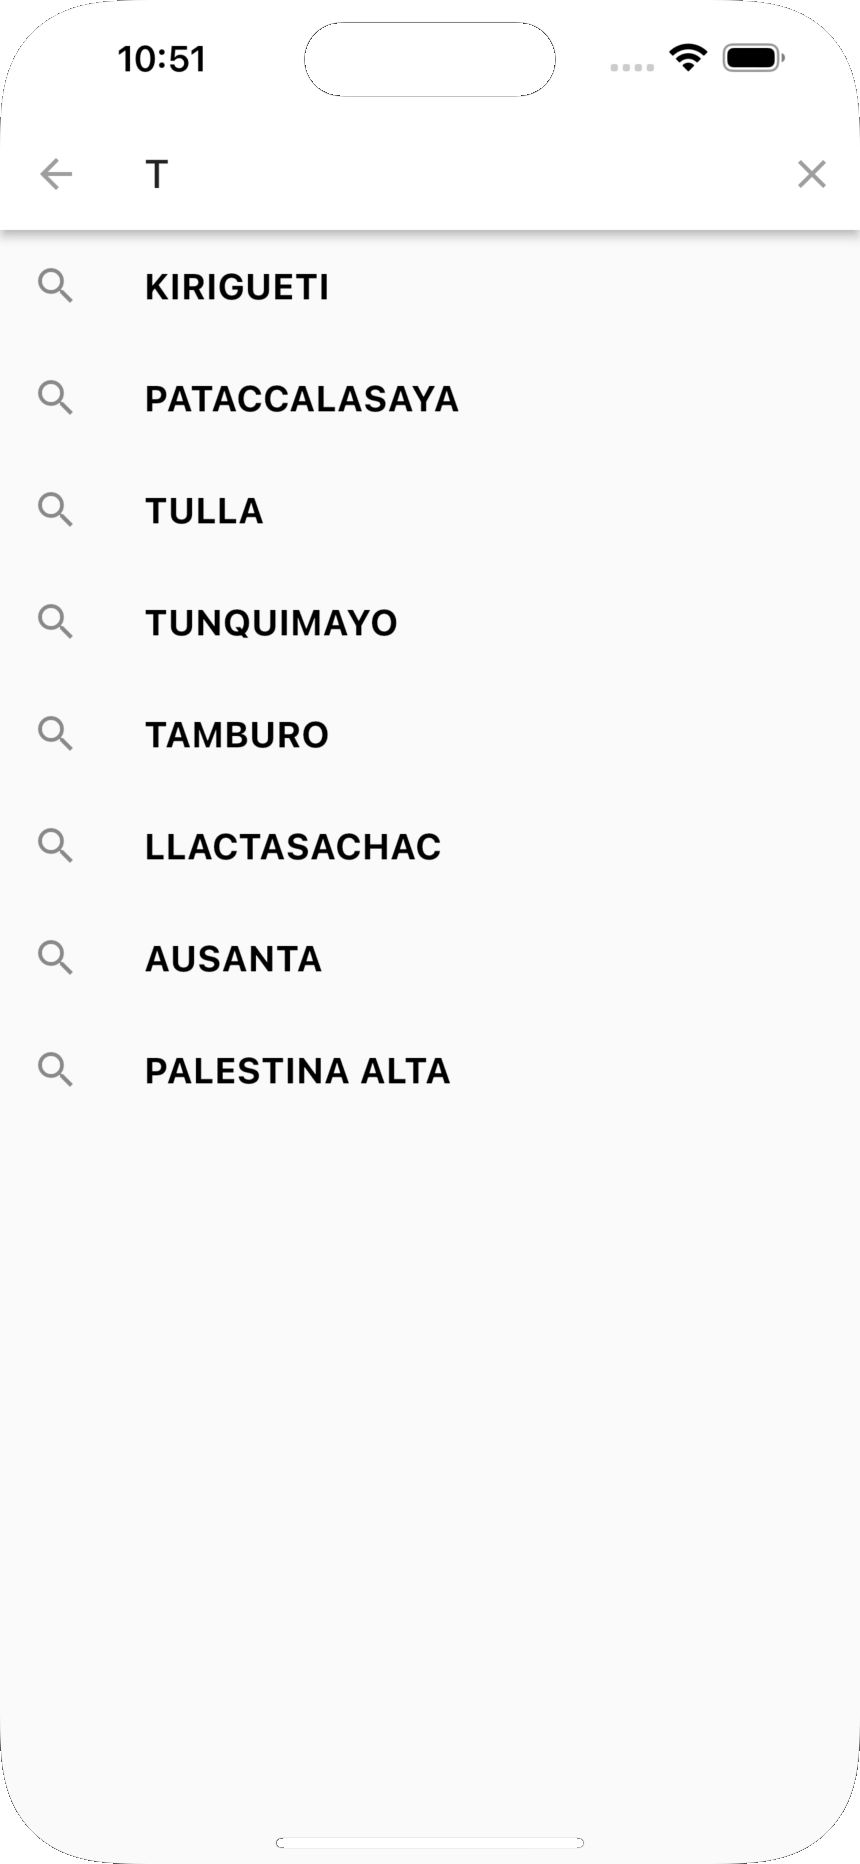 10:51
T
KIRIGUETI
PATACCALASAYA
TULLA
TUNQUIMAYO
TAMBURO
LLACTASACHAC
AUSANTA
PALESTINA ALTA